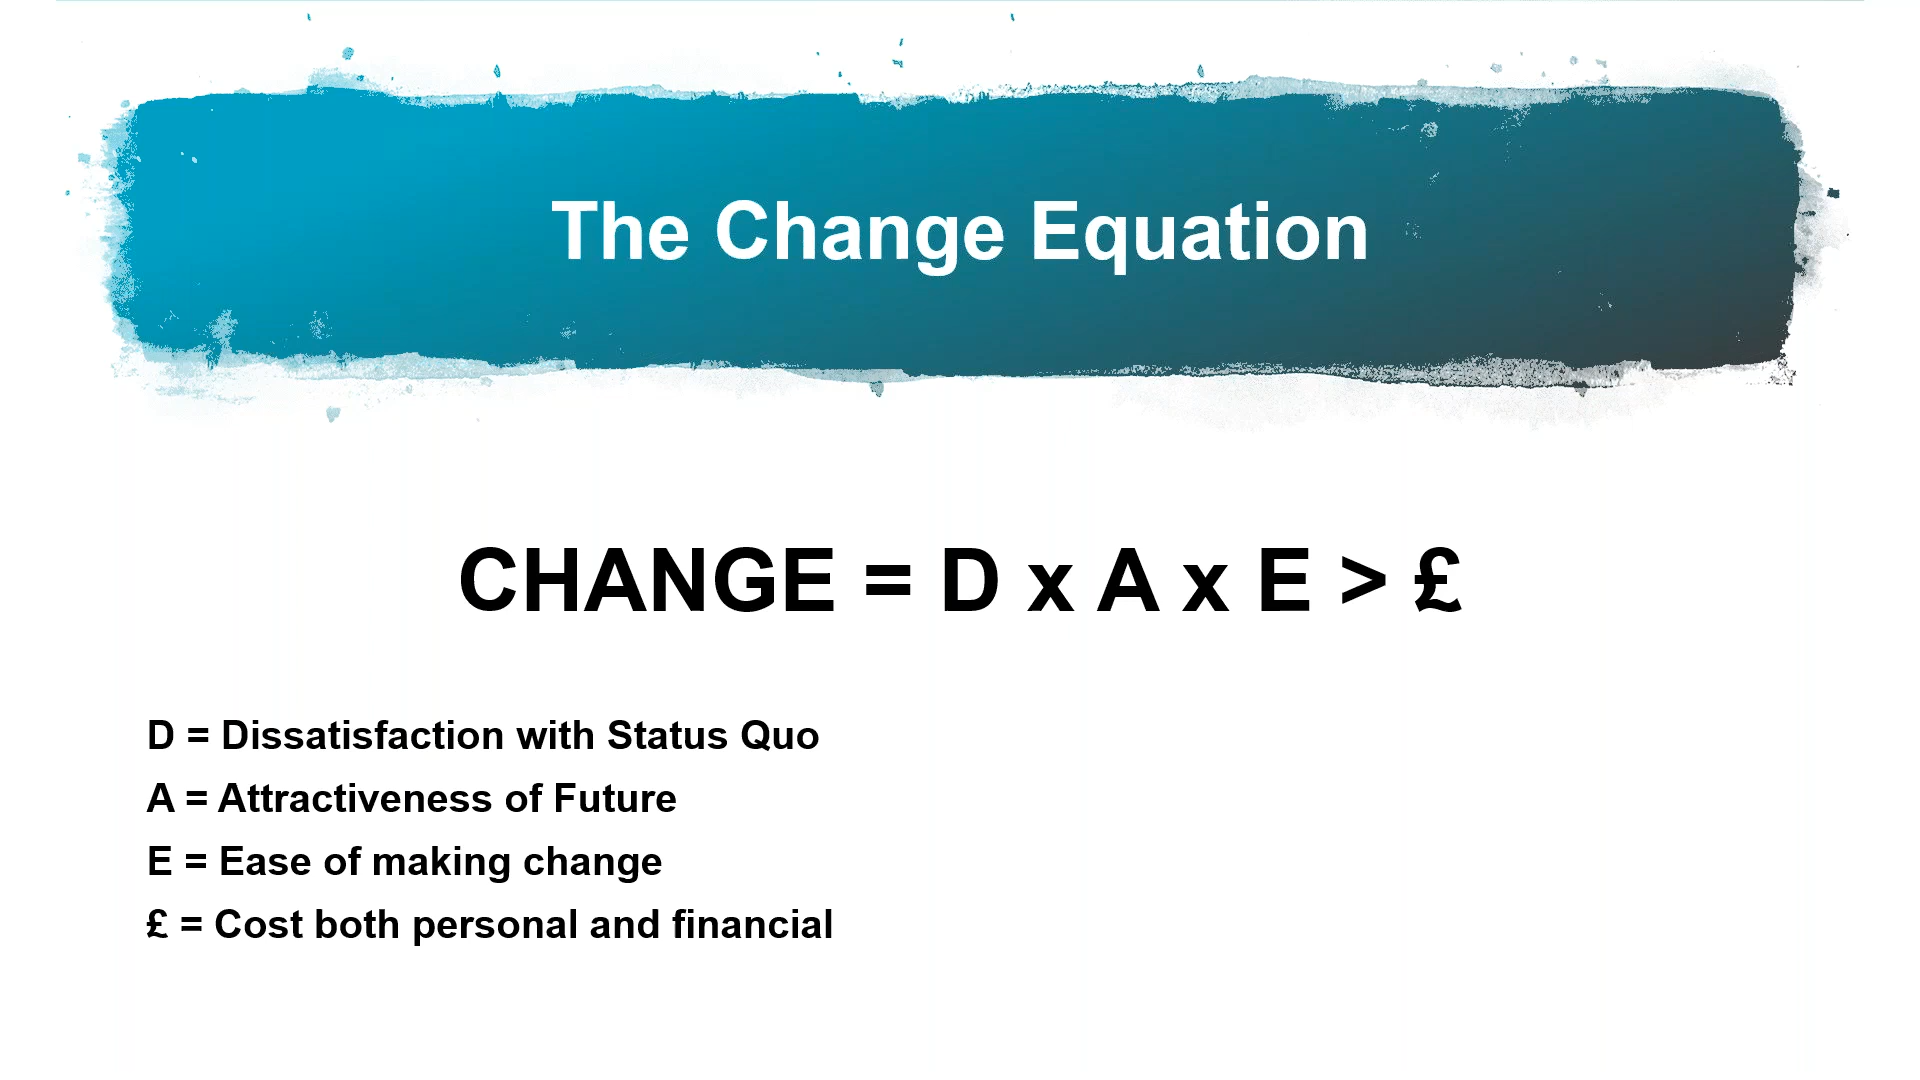 The Change Equation
CHANGE = D x A x E > £
D = Dissatisfaction with Status Quo
A = Attractiveness of Future
E = Ease of making change
£ = Cost both personal and financial